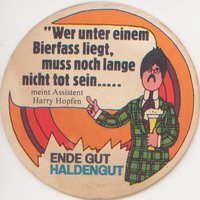 "Wer unter einem
Bierfass liegt,
muss noch lange
nicht tot sein.....
meint Assistent
Harry Hopfen
ENDE GUT
HALDENGUT